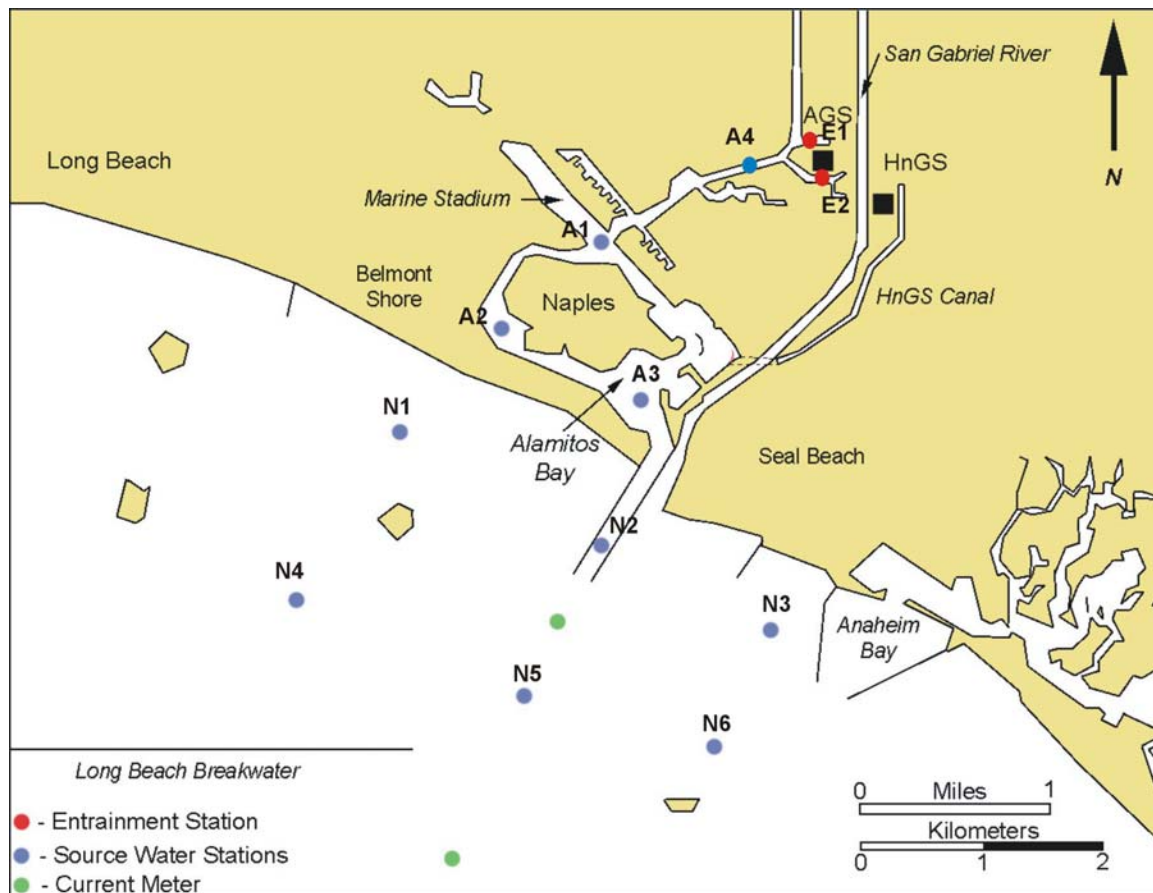 San Gabriel River
AGS
E1
A4
HnGS
Long Beach
N
Marine Stadium
E2
A1
Belmont
Shore
Naples
HnGS Canal
A2
A3
N1
Alamitos
Bay
Seal Beach
N2
N4
N3
Anaheim
Bay
N5
N6
Long Beach Breakwater
0 1
Miles
- Entrainment Station
Kilometers
- Source Water Stations
0 1 2
- Current Meter